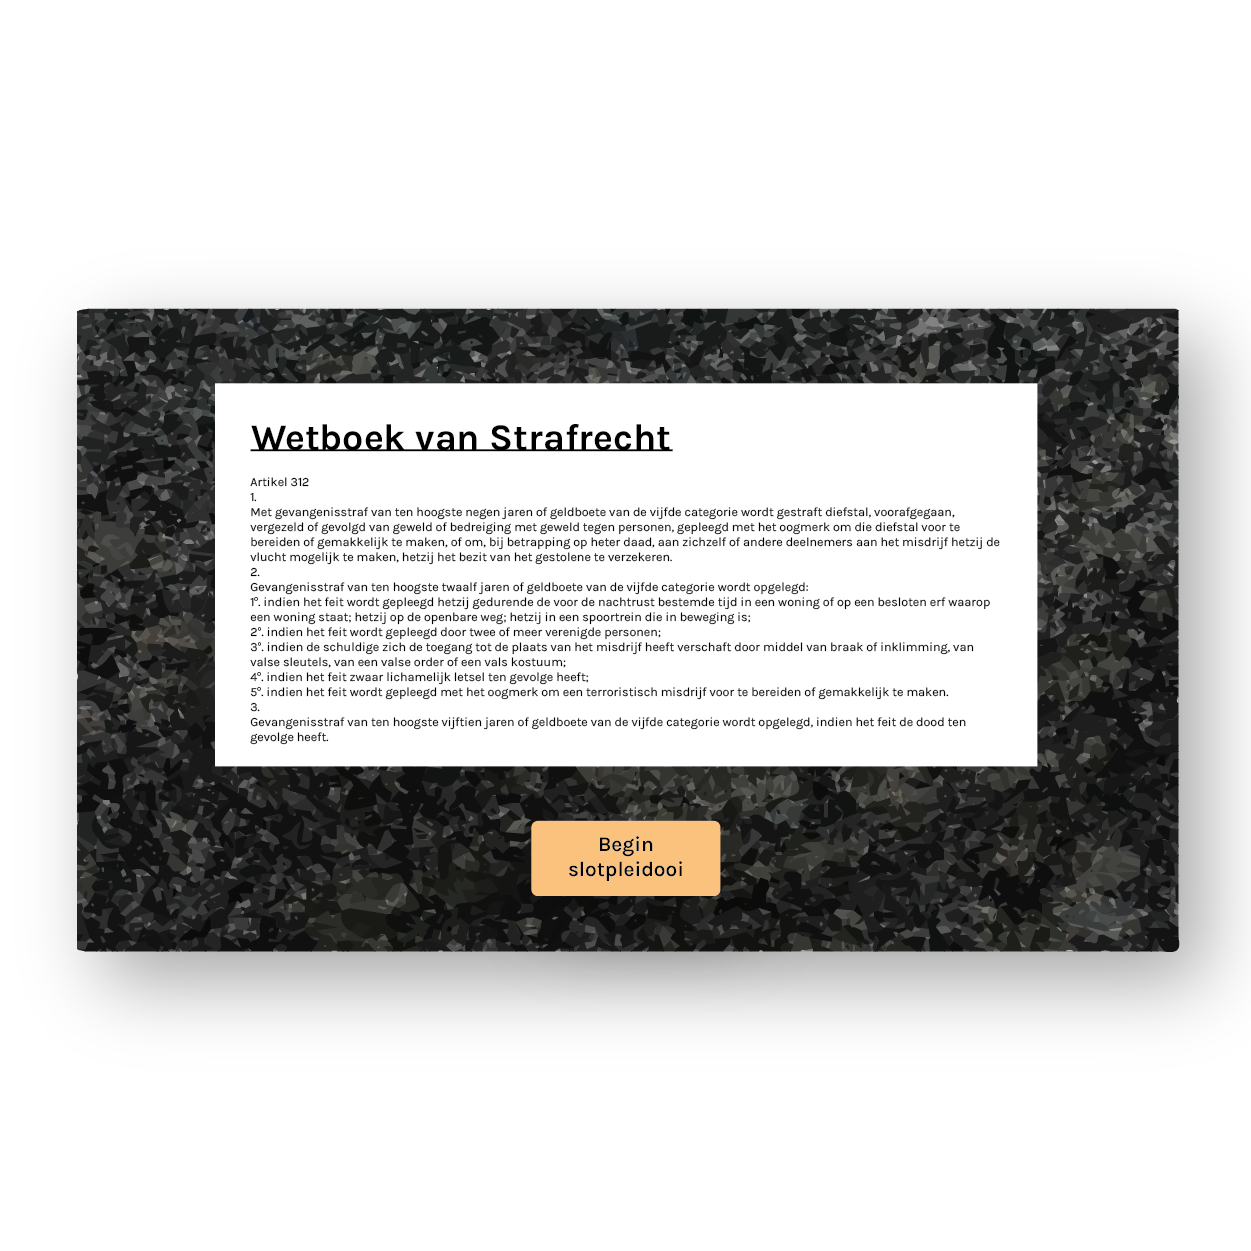 Wetboek van Strafrecht
Artikel 312
1.
Met gevangenisstraf van ten hoogste negen jaren of geldboete van de vijfde categorie wordt gestraft diefstal, voorafgegaan,
vergezeld of gevolgd van geweld of bedreiging met geweld tegen personen, gepleegd met het oogmerk om die diefstal voor te
bereiden of gemakkelijk te maken, of om, bij betrapping op heter daad, aan zichzelf of andere deelnemers aan het misdrijf hetzij de
vlucht mogelijk te maken, hetzij het bezit van het gestolene te verzekeren.
2.
Gevangenisstraf van ten hoogste twaalf jaren of geldboete van de vijfde categorie wordt opgelegd:
1°. indien het feit wordt gepleegd hetzij gedurende de voor de nachtrust bestemde tijd in een woning of op een besloten erf waarop
een woning staat; hetzij op de openbare weg; hetzij in een spoortrein die in beweging is;
2°. indien het feit wordt gepleegd door twee of meer verenigde personen;
3°. indien de schuldige zich de toegang tot de plaats van het misdrijf heeft verschaft door middel van braak of inklimming, van
valse sleutels, van een valse order of een vals kostuum;
4°. indien het feit zwaar lichamelijk letsel ten gevolge heeft;
5°. indien het feit wordt gepleegd met het oogmerk om een terroristisch misdrijf voor te bereiden of gemakkelijk te maken.
3.
Gevangenisstraf van ten hoogste vijftien jaren of geldboete van de vijfde categorie wordt opgelegd, indien het feit de dood ten
gevolge heeft.
Begin
slotpleidooi